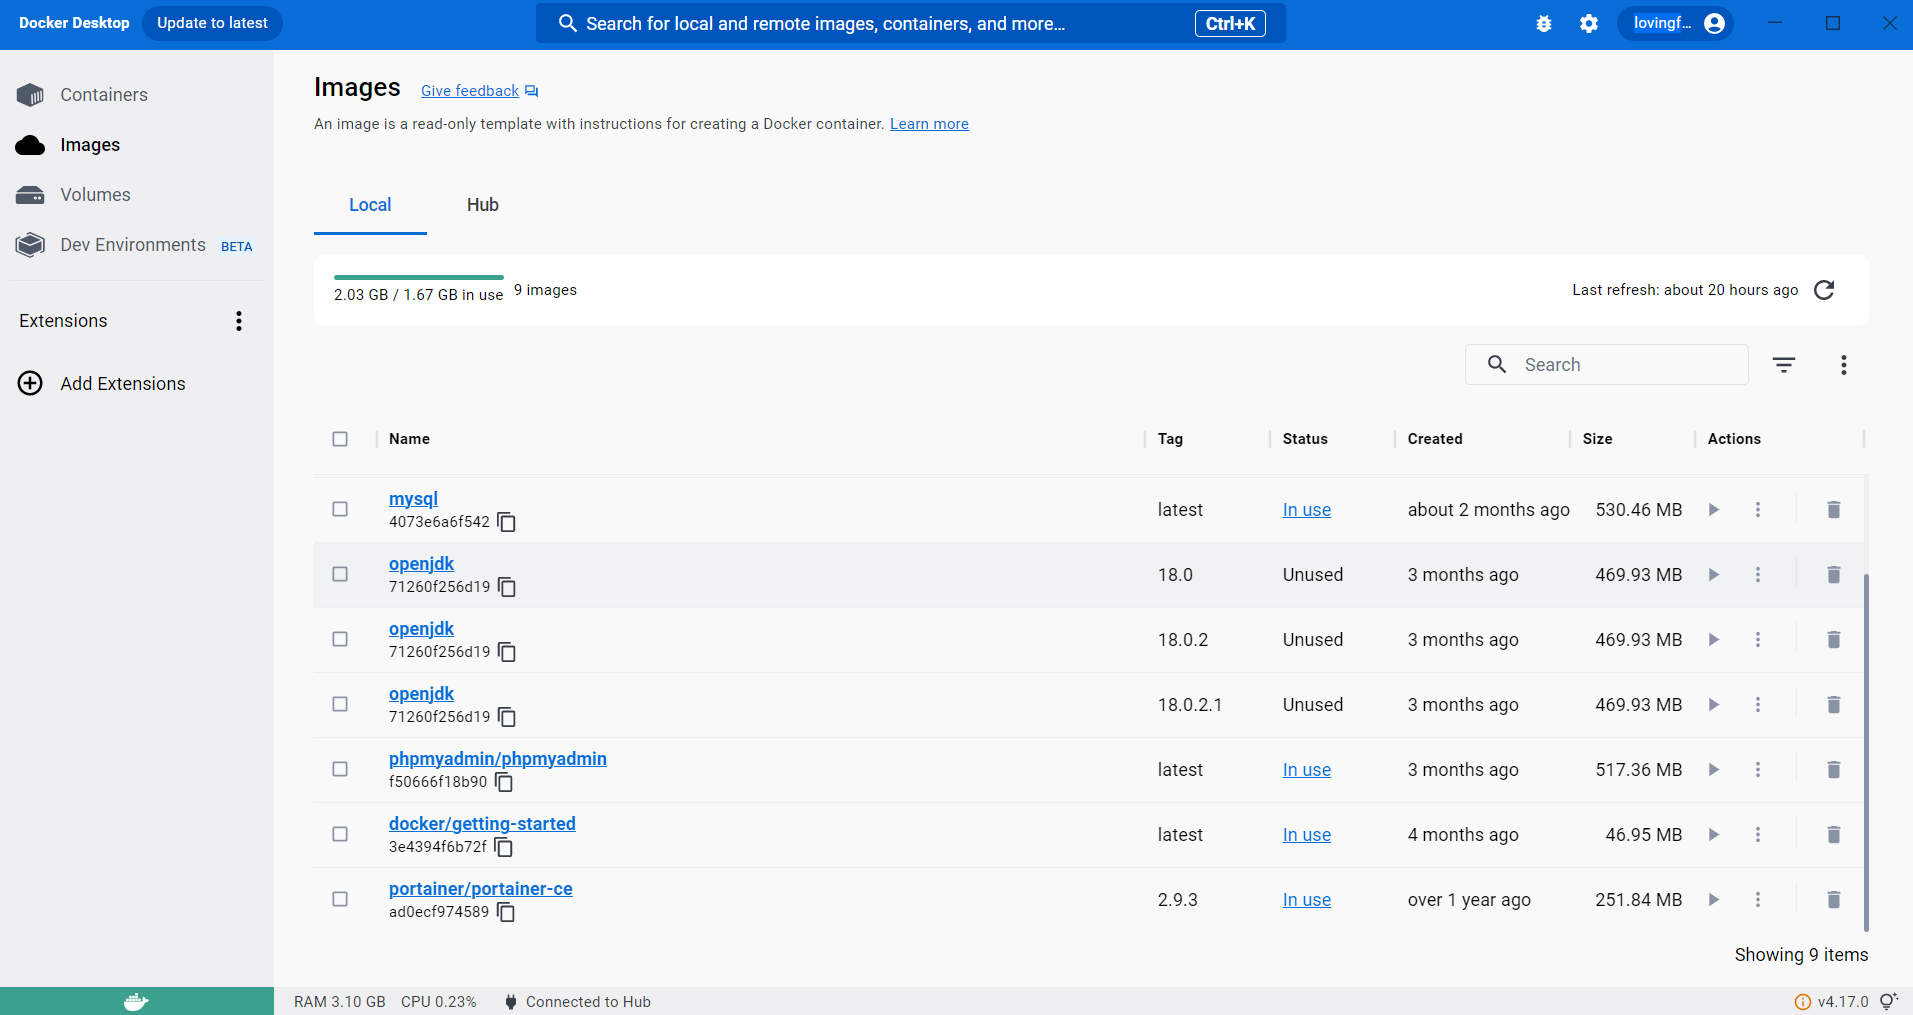 Docker Desktop Update to latest Search for local and remote images, containers, and more... Ctrl+K lovingf...
Containers
Images
Volumes
Dev Environments BETA
Extensions
Add Extensions
Images Give feedback
An image is a read-only template with instructions for creating a Docker container. Learn more
Local Hub
2.03 GB / 1.67 GB in use 9 images Last refresh: about 20 hours ago
Search
Name Tag Status Created Size Actions
mysql
4073e6a6f542 latest In use about 2 months ago 530.46 MB
openjdk
71260f256d19 18.0 Unused 3 months ago 469.93 MB
openjdk
71260f256d19 18.0.2 Unused 3 months ago 469.93 MB
openjdk
71260f256d19 18.0.2.1 Unused 3 months ago 469.93 MB
phpmyadmin/phpmyadmin
f50666f18b90 latest In use 3 months ago 517.36 MB
docker/getting-started
3e4394f6b72f latest In use 4 months ago 46.95 MB
portainer/portainer-ce
ad0ecf974589 2.9.3 In use over 1 year ago 251.84 MB
Showing 9 items
RAM 3.10 GB CPU 0.23% Connected to Hub v4.17.0